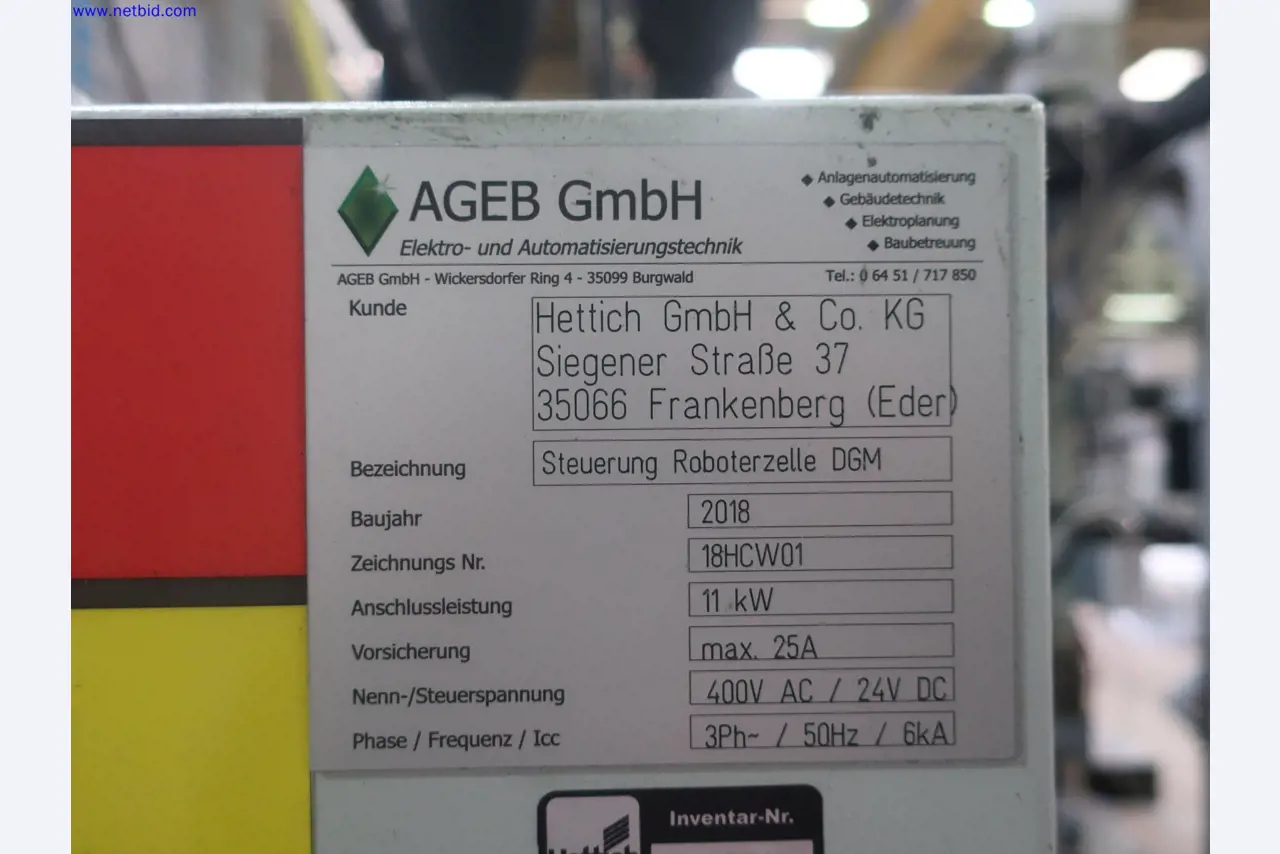 www.netbid.com
AGEB GmbH
Elektro- und Automatisierungstechnik
◆ Anlagenautomatisierung
◆ Gebäudetechnik
◆ Elektroplanung
◆ Baubetreuung
AGEB GmbH - Wickersdorfer Ring 4 - 35099 Burgwald
Tel.: 0 64 51 / 717 850
Kunde
Hettich GmbH & Co. KG
Siegener Straße 37
35066 Frankenberg (Eder)
Bezeichnung Steuerung Roboterzelle DGM
Baujahr 2018
Zeichnungs Nr. 18HCW01
Anschlussleistung 11 kW
Vorsicherung max. 25A
Nenn-/Steuerspannung 400V AC / 24V DC
Phase / Frequenz / Icc 3Ph~ / 50Hz / 6kA
Inventar-Nr.
Hettich